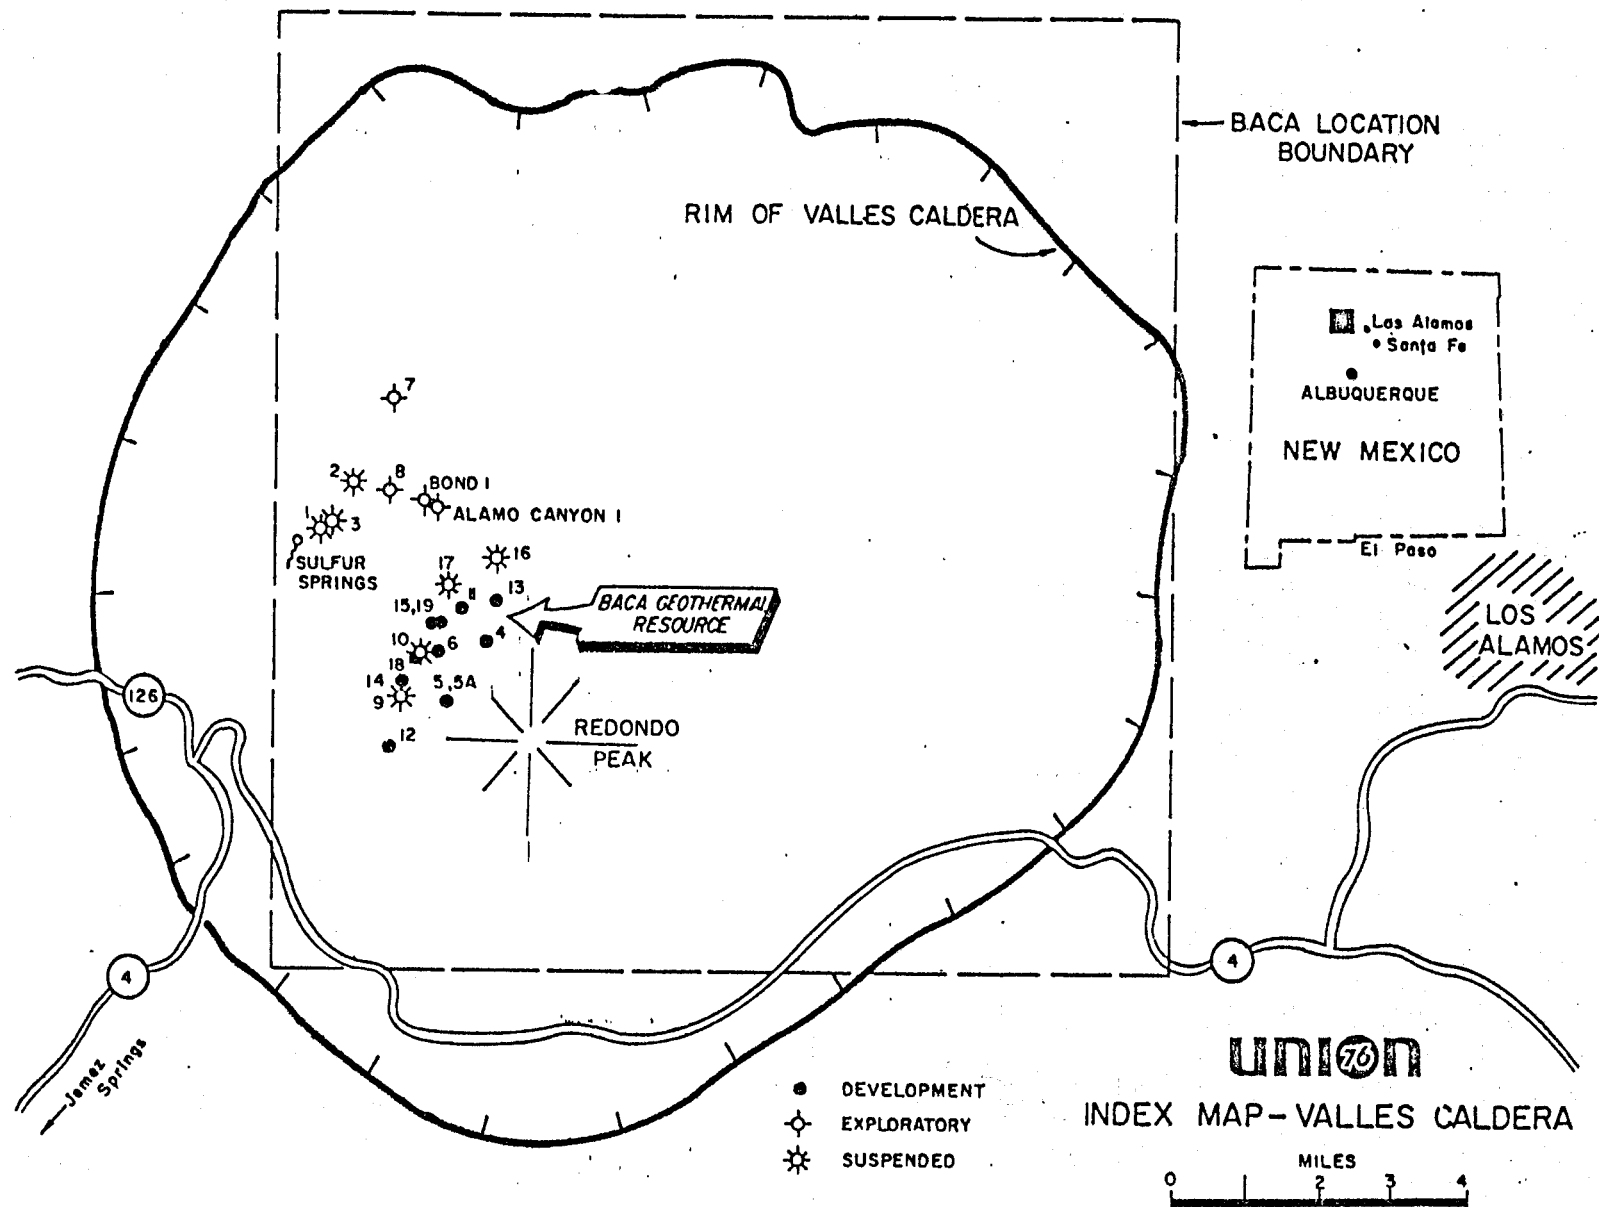 BACA LOCATION
BOUNDARY
RIM OF VALLES CALDERA
Los Alamos
Santa Fe
ALBUQUERQUE
NEW MEXICO
El Paso
7
2
8
BOND 1
ALAMO CANYON 1
1
3
SULFUR
SPRINGS
16
17
13
11
15,19
BACA GEOTHERMAL
RESOURCE
4
10
6
18
14
5,5A
9
12
REDONDO
PEAK
LOS
ALAMOS
126
4
4
Jemez
Springs
UNION
76
INDEX MAP-VALLES CALDERA
DEVELOPMENT
EXPLORATORY
SUSPENDED
MILES
0 2 3 4